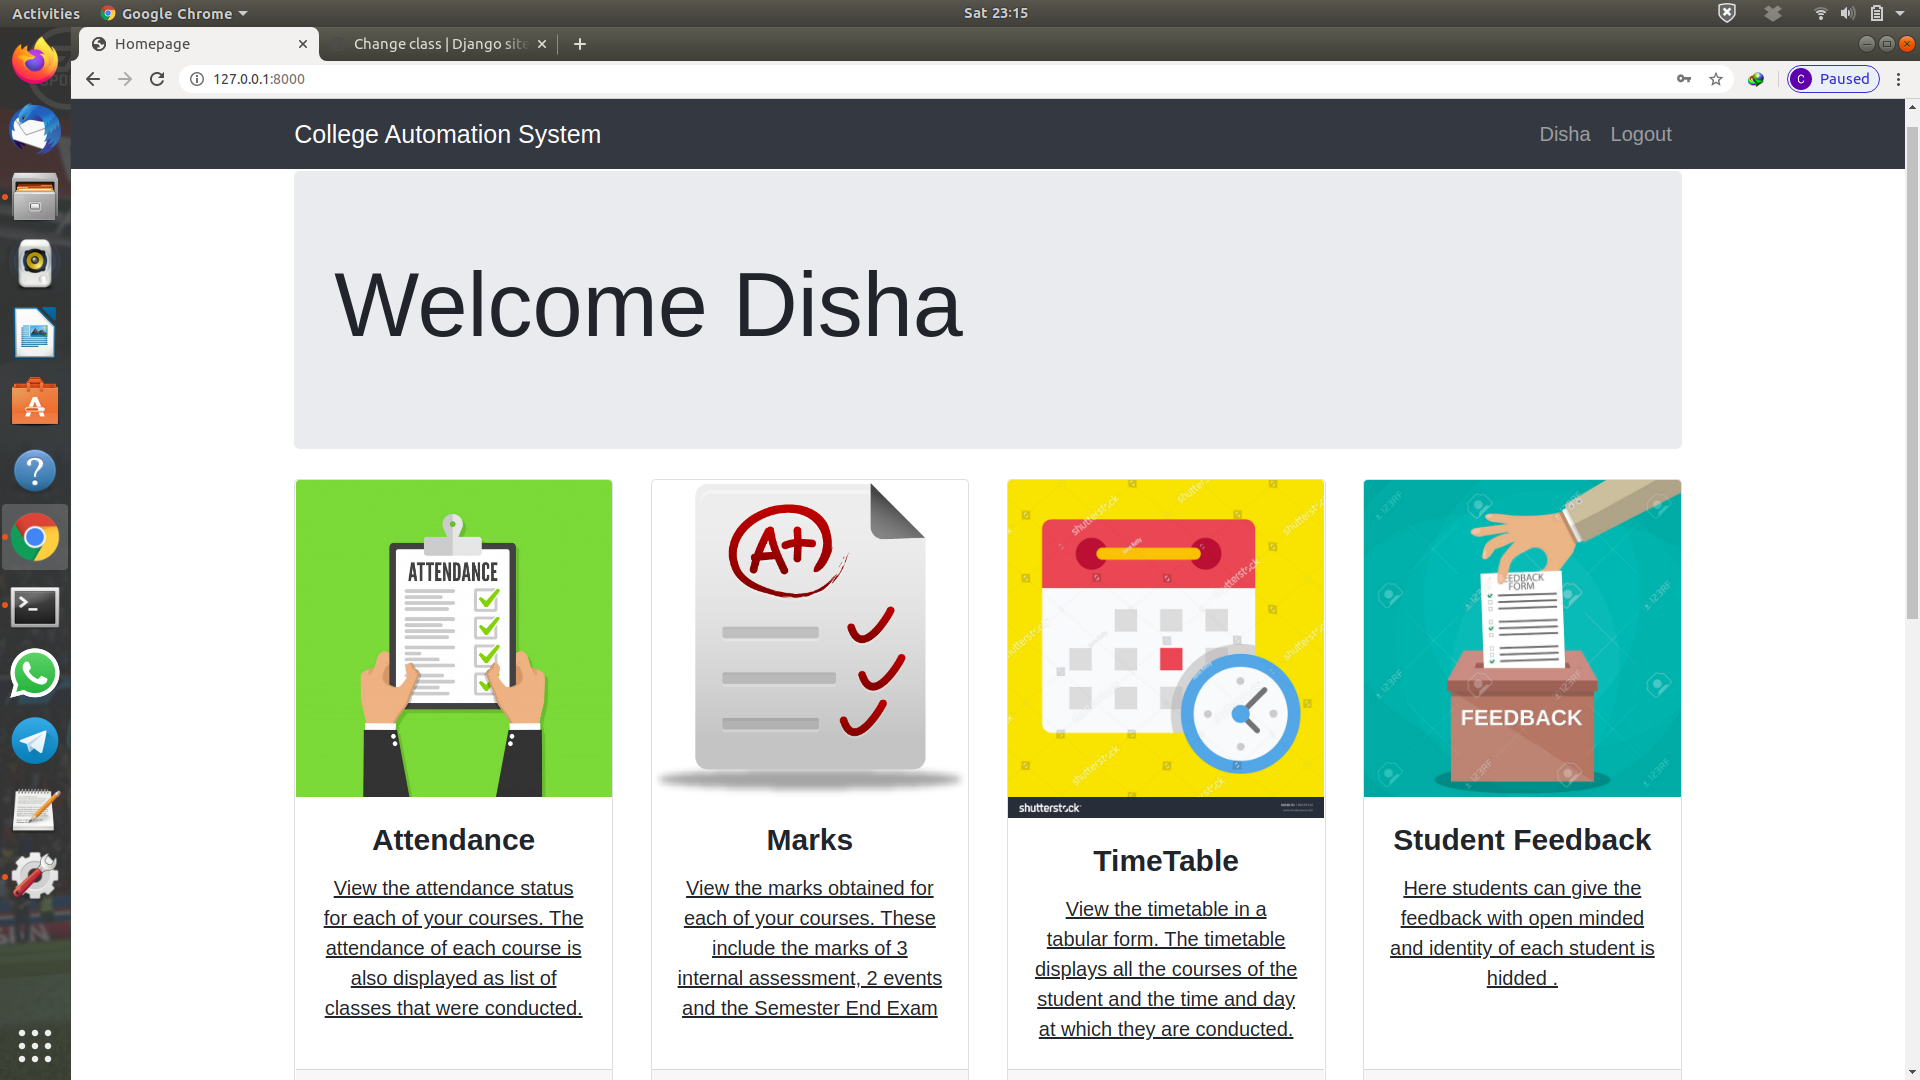 Activities Google Chrome Sat 23:15
Homepage Change class | Django site
127.0.0.1:8000 C Paused
College Automation System Disha Logout
Welcome Disha
ATTENDANCE
A+
shutterstock
FEEDBACK FORM
FEEDBACK
Attendance
View the attendance status
for each of your courses. The
attendance of each course is
also displayed as list of
classes that were conducted.
Marks
View the marks obtained for
each of your courses. These
include the marks of 3
internal assessment, 2 events
and the Semester End Exam
TimeTable
View the timetable in a
tabular form. The timetable
displays all the courses of the
student and the time and day
at which they are conducted.
Student Feedback
Here students can give the
feedback with open minded
and identity of each student is
hidded .